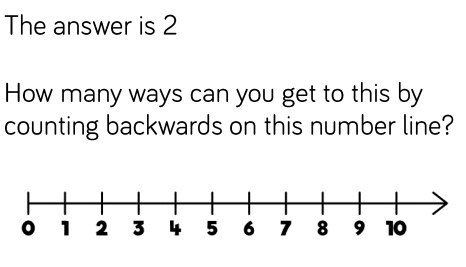 The answer is 2
How many ways can you get to this by
counting backwards on this number line?
0 1 2 3 4 5 6 7 8 9 10